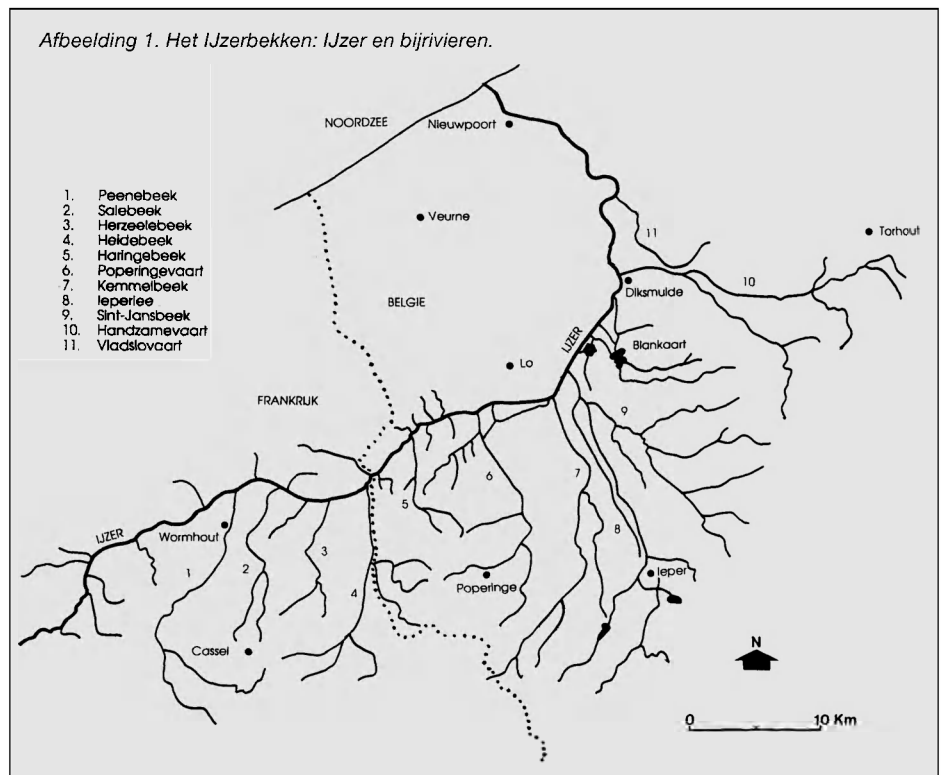 Afbeelding 1. Het IJzerbekken: IJzer en bijrivieren.
NOORDZEE
Nieuwpoort
1. Peenebeek
2. Salebeek
3. Herzeelebeek
4. Heidebeek
5. Haringebeek
6. Poperingevaart
7. Kemmelbeek
8. Ieperlee
9. Sint-Jansbeek
10. Handzamevaart
11. Vladslovaart
Veurne
Torhout
11
10
BELGIE
Diksmulde
IJZER
Blankaart
Lo
FRANKRIJK
9
6
7
5
IJZER
Wormhout
3
8
1
2
4
Poperinge
Ieper
Cassel
N
0 10 Km